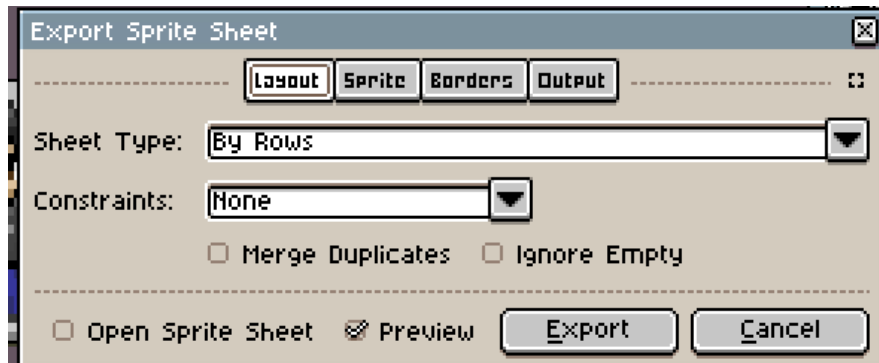 Export Sprite Sheet
Layout Sprite Borders Output
Sheet Type: By Rows
Constraints: None
Merge Duplicates Ignore Empty
Open Sprite Sheet Preview Export Cancel